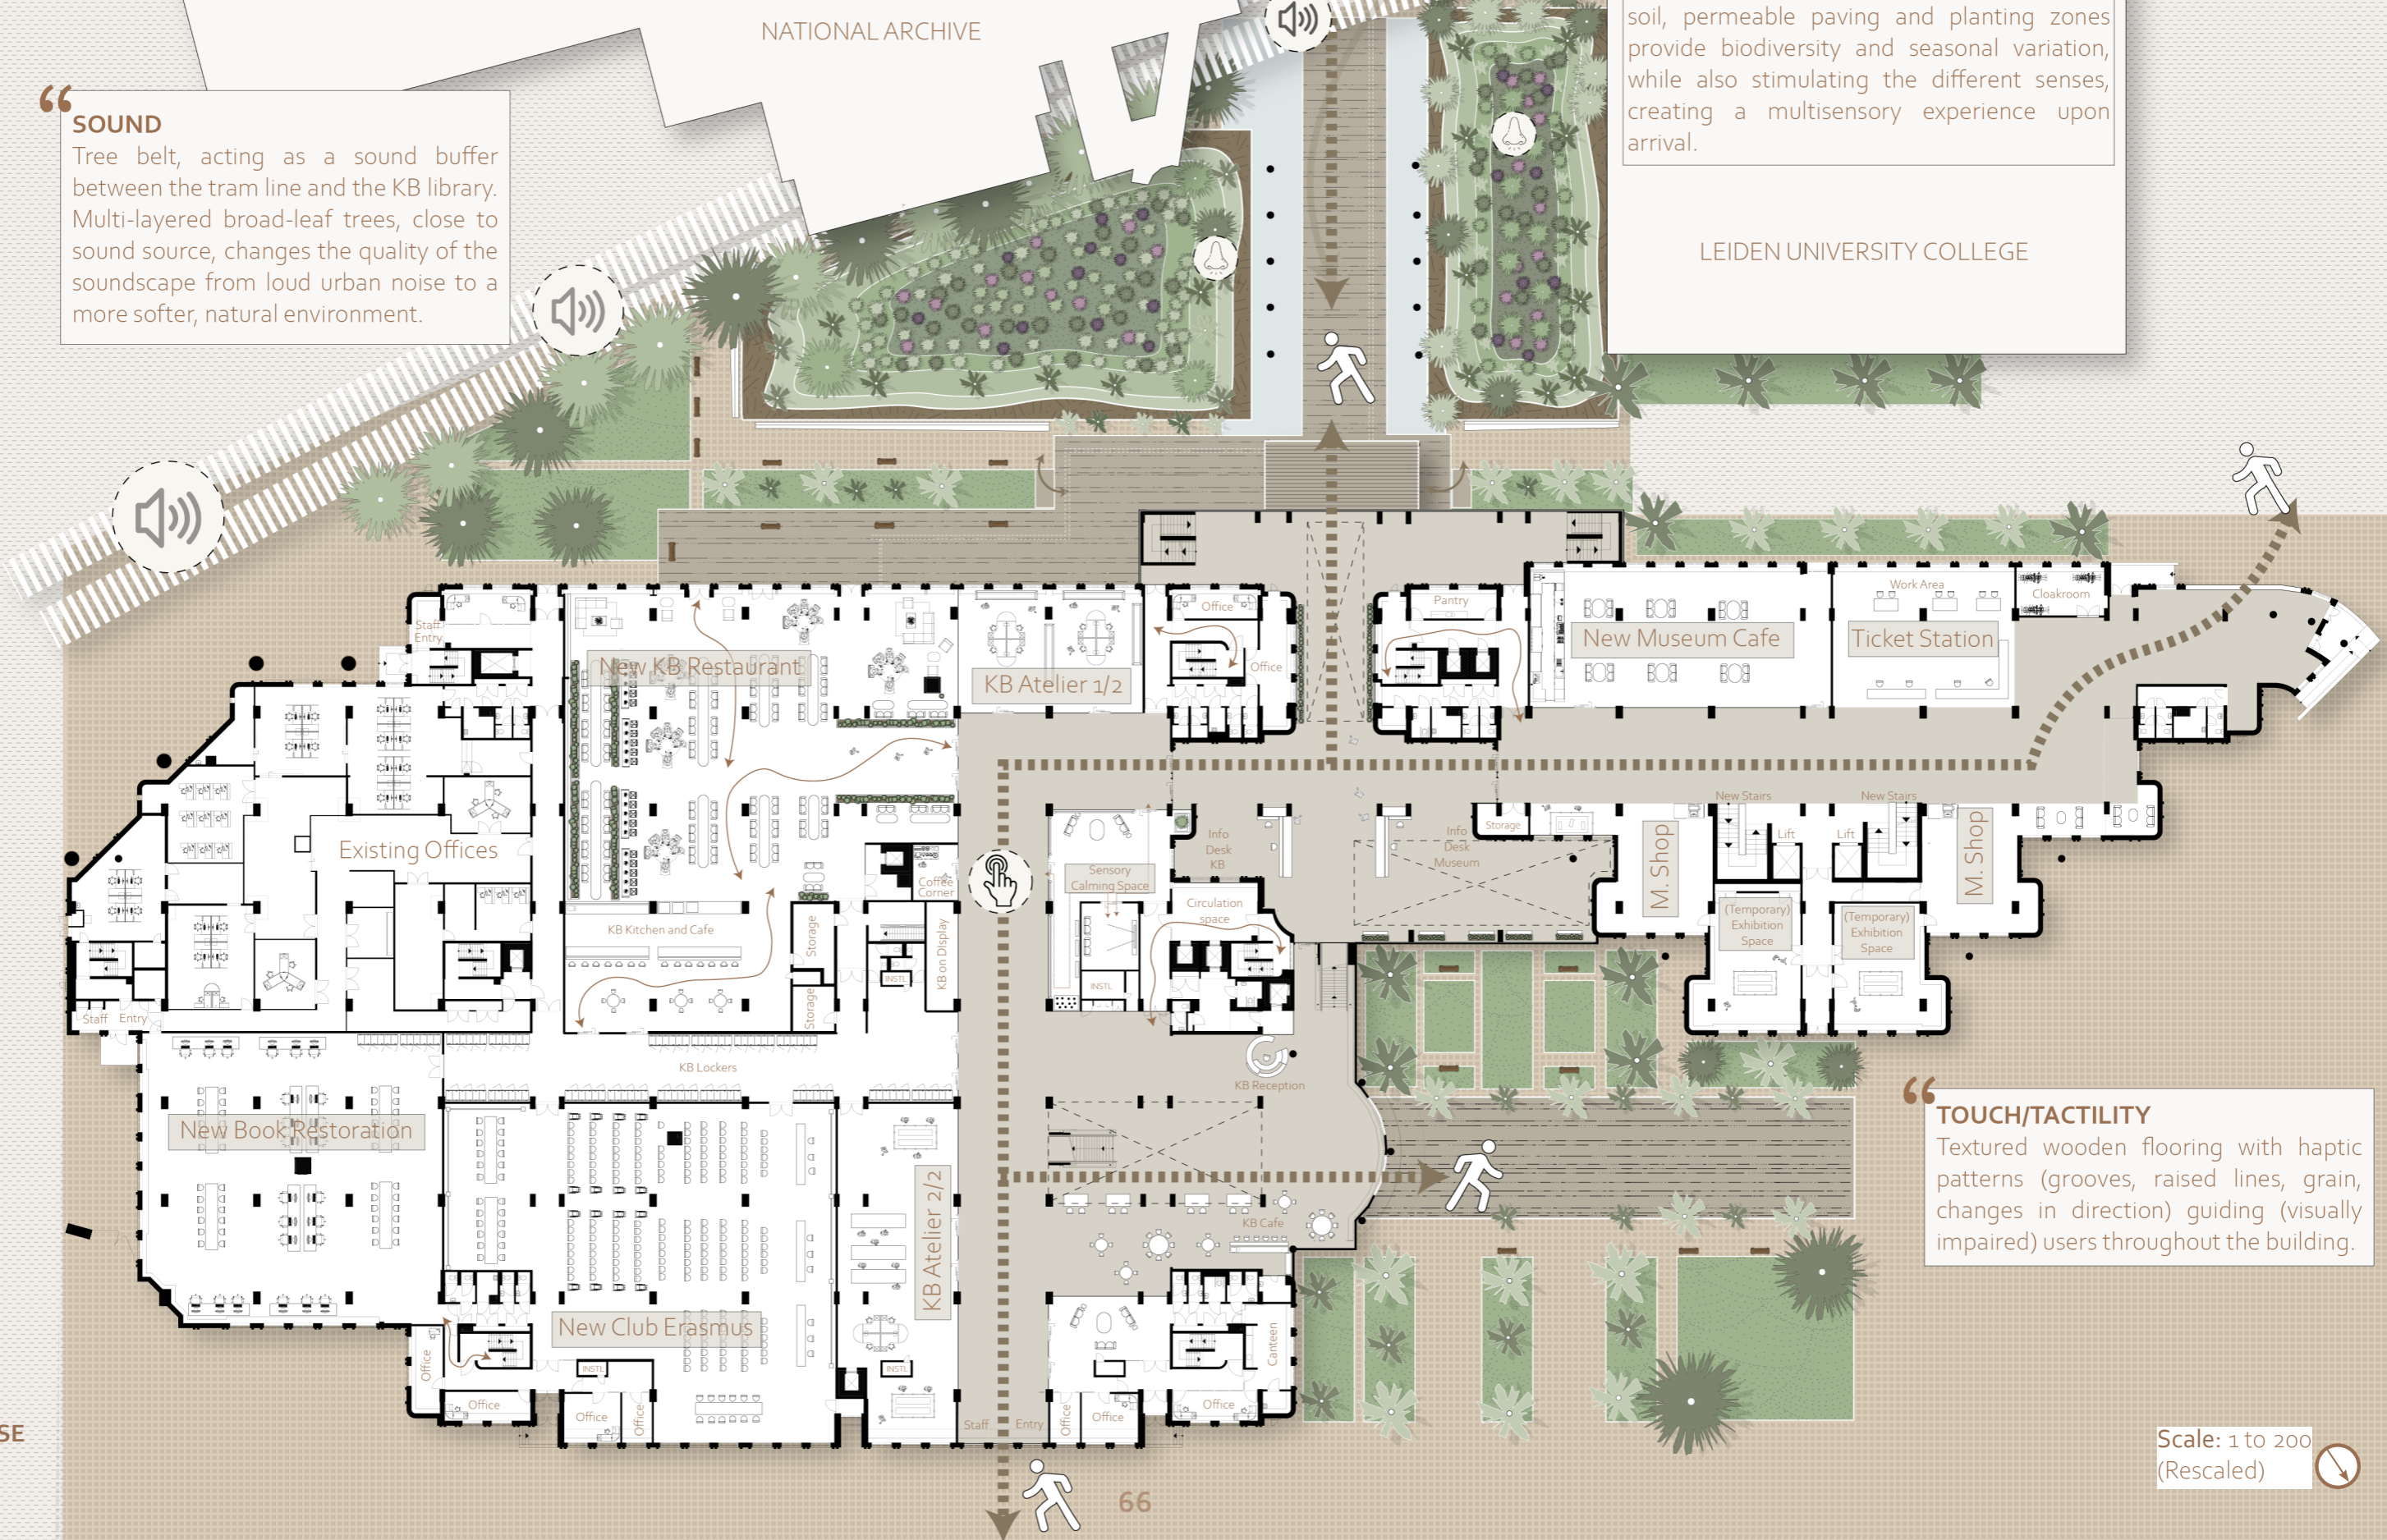 NATIONAL ARCHIVE
soil, permeable paving and planting zones
provide biodiversity and seasonal variation,
while also stimulating the different senses,
creating a multisensory experience upon
arrival.
LEIDEN UNIVERSITY COLLEGE
“
SOUND
Tree belt, acting as a sound buffer
between the tram line and the KB library.
Multi-layered broad-leaf trees, close to
sound source, changes the quality of the
soundscape from loud urban noise to a
more softer, natural environment.
Staff
Entry
New KB Restaurant
KB Atelier 1/2
Office
Office
Pantry
New Museum Cafe
Work Area
Ticket Station
Cloakroom
Existing Offices
Coffee
Corner
KB Kitchen and Cafe
Storage
Storage
INSTL
KB on Display
Sensory
Calming Space
INSTL
Info
Desk
KB
Circulation
space
Info
Desk
Museum
Storage
New Stairs
New Stairs
Lift
Lift
M. Shop
M. Shop
(Temporary)
Exhibition
Space
(Temporary)
Exhibition
Space
Staff Entry
KB Lockers
KB Reception
New Book Restoration
KB Atelier 2/2
KB Cafe
New Club Erasmus
Office
Office
INSTL
Office
Office
INSTL
Staff Entry
Office
Office
Office
Canteen
“
TOUCH/TACTILITY
Textured wooden flooring with haptic
patterns (grooves, raised lines, grain,
changes in direction) guiding (visually
impaired) users throughout the building.
SE
Scale: 1 to 200
(Rescaled)
66